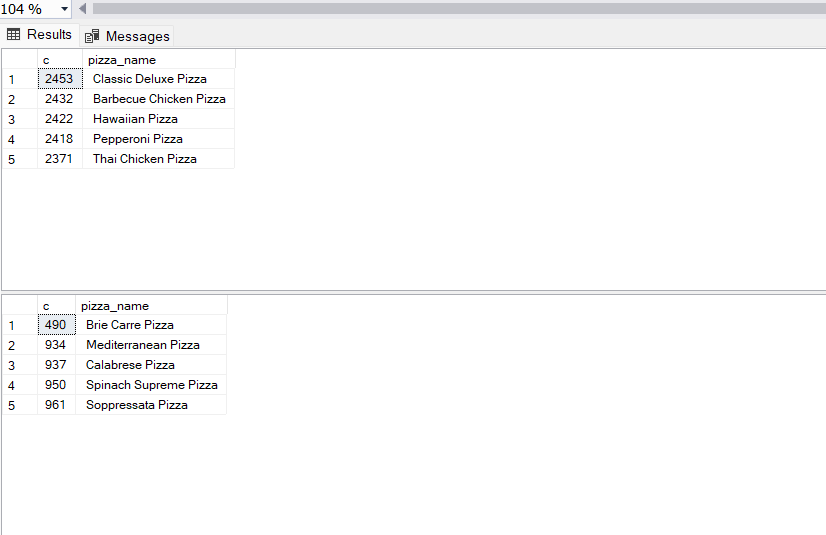 104 %
Results Messages
c pizza_name
1 2453 Classic Deluxe Pizza
2 2432 Barbecue Chicken Pizza
3 2422 Hawaiian Pizza
4 2418 Pepperoni Pizza
5 2371 Thai Chicken Pizza
c pizza_name
1 490 Brie Carre Pizza
2 934 Mediterranean Pizza
3 937 Calabrese Pizza
4 950 Spinach Supreme Pizza
5 961 Soppressata Pizza